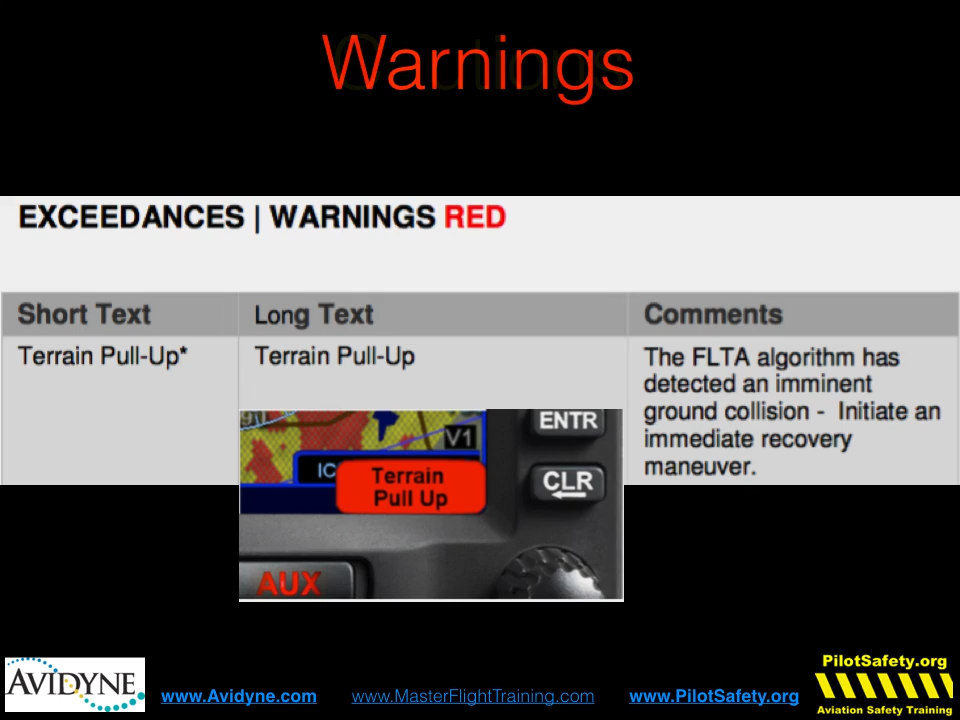 Warnings
EXCEEDANCES | WARNINGS RED
Short Text Long Text Comments
Terrain Pull-Up* Terrain Pull-Up The FLTA algorithm has
detected an imminent
ground collision - Initiate an
immediate recovery
maneuver.
ENTR
V1
IC
Terrain
Pull Up
CLR
AUX
AVIDYNE
www.Avidyne.com www.MasterFlightTraining.com www.PilotSafety.org
PilotSafety.org
Aviation Safety Training